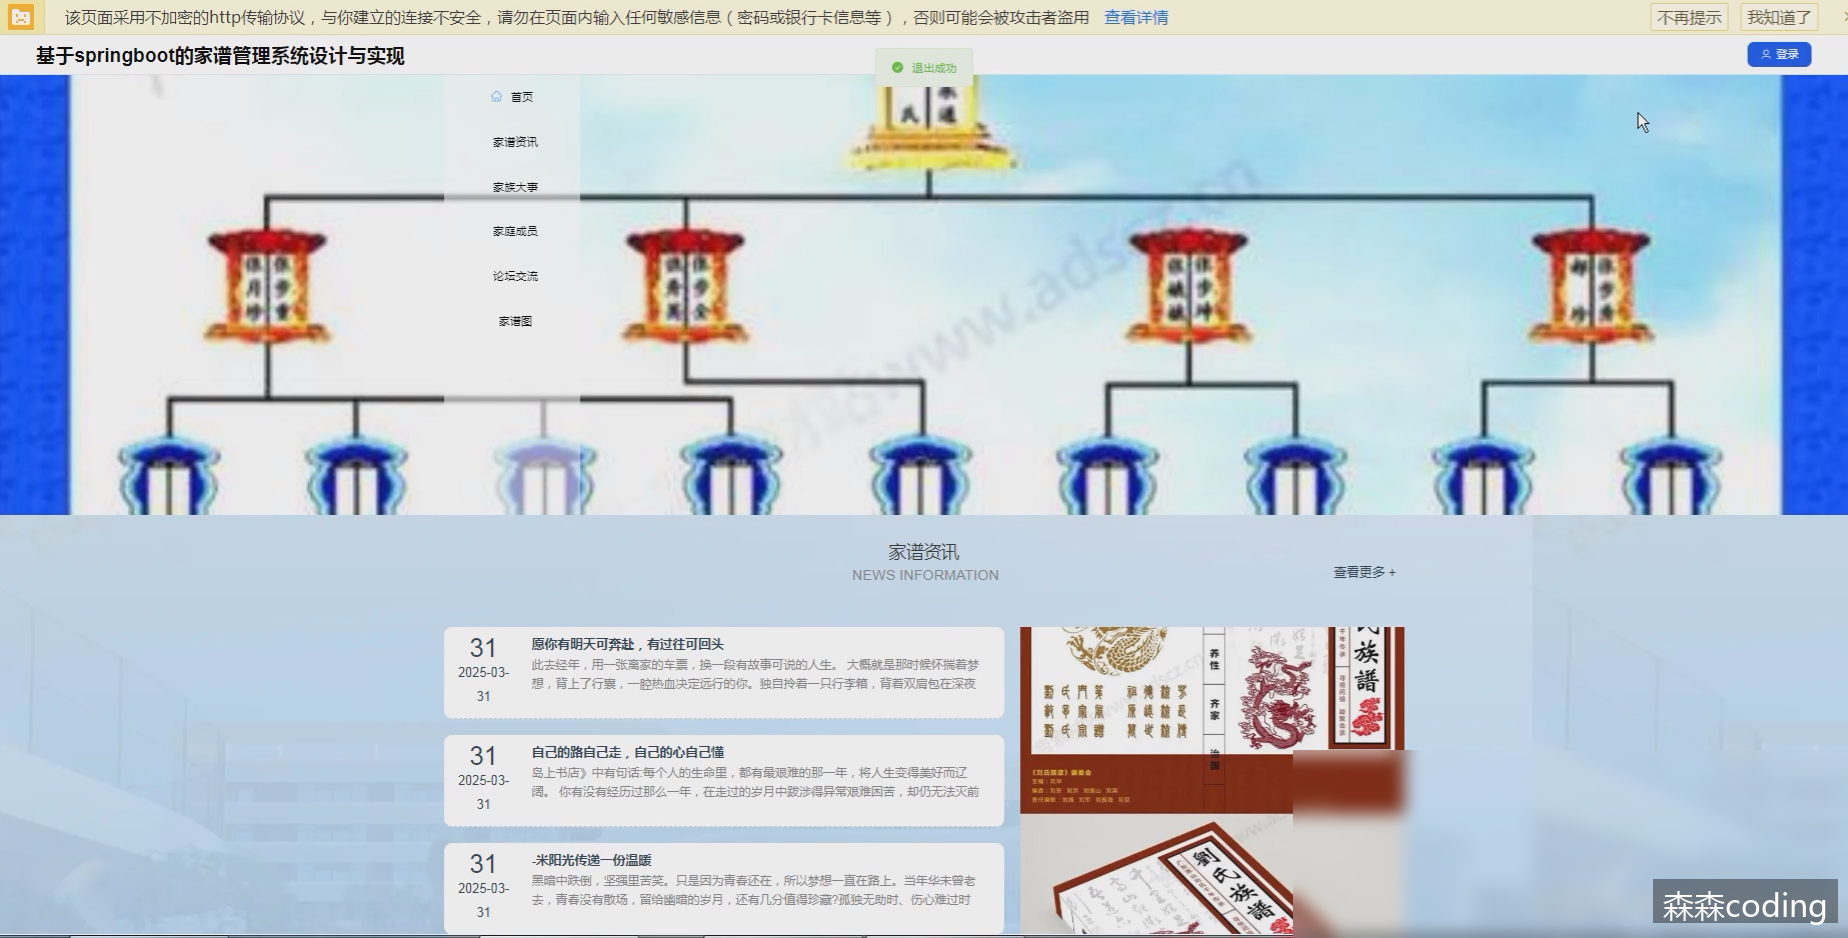 该页面采用不加密的http传输协议，与你建立的连接不安全，请勿在页面内输入任何敏感信息（密码或银行卡信息等），否则可能会被攻击者盗用 查看详情 不再提示 我知道了
基于springboot的家谱管理系统设计与实现
退出成功
登录
首页
家谱资讯
家族大事
家庭成员
论坛交流
家谱图
家谱资讯
NEWS INFORMATION
查看更多 +
31
2025-03-
31
愿你有明天可奔赴，有过往可回头
此去经年，用一张离家的车票，换一段有故事可说的人生。 大概就是那时候怀揣着梦
想，背上了行囊，一腔热血决定远行的你。独自拎着一只行李箱，背着双肩包在深夜
31
2025-03-
31
自己的路自己走，自己的心自己懂
岛上书店》中有句话:每个人的生命里，都有最艰难的那一年，将人生变得美好而辽
阔。 你有没有经历过那么一年，在走过的岁月中跋涉得异常艰难困苦，却仍无法灭前
31
2025-03-
31
-米阳光传递一份温暖
黑暗中跌倒，坚强里苦笑。只是因为青春还在，所以梦想一直在路上。当年华未曾老
去，青春没有散场，留给幽暗的岁月，还有几分值得珍藏?孤独无助时、伤心难过时
养性
齐家
治国
氏族譜
《刘氏族谱》编委会
劉氏族譜
森森coding